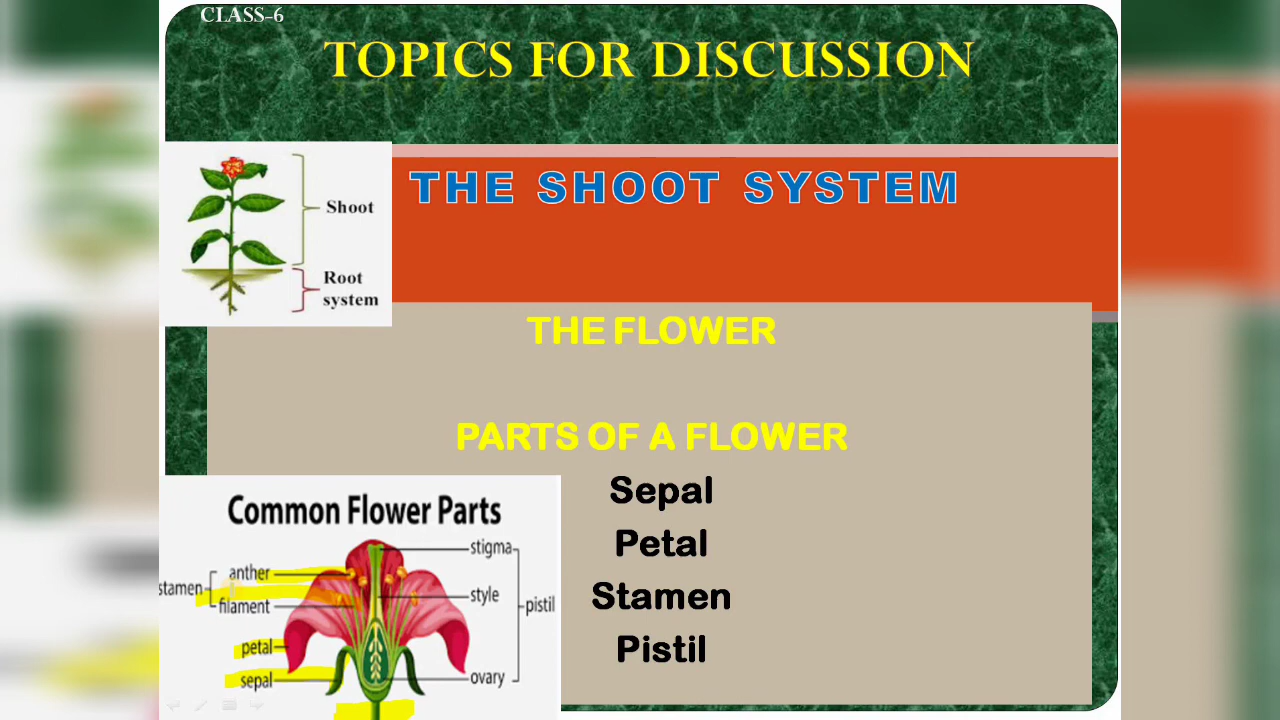 CLASS-6
TOPICS FOR DISCUSSION
THE SHOOT SYSTEM
Shoot
Root
system
THE FLOWER
PARTS OF A FLOWER
Sepal
Petal
Stamen
Pistil
Common Flower Parts
stigma
anther
stamen
style
filament
pistil
petal
sepal
ovary